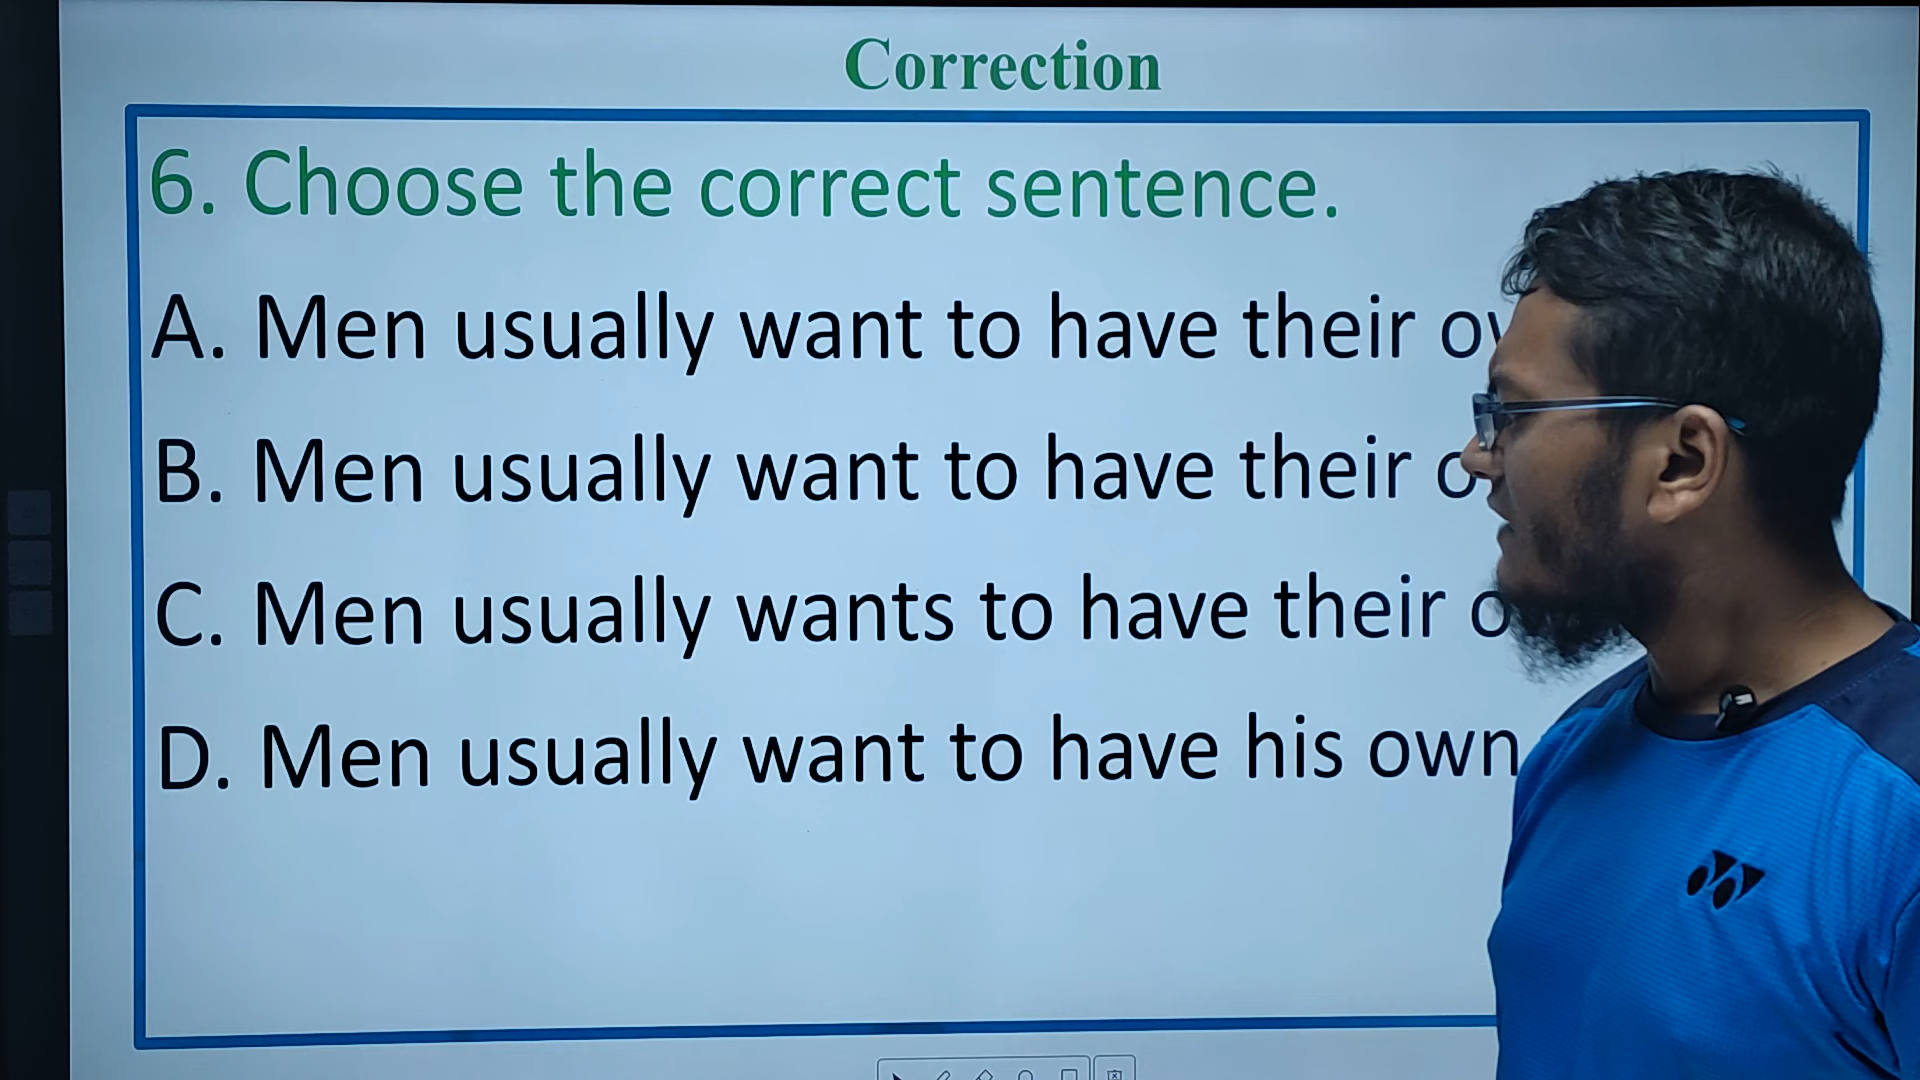 Correction
6. Choose the correct sentence.
A. Men usually want to have their
B. Men usually want to have their
C. Men usually wants to have their
D. Men usually want to have his own